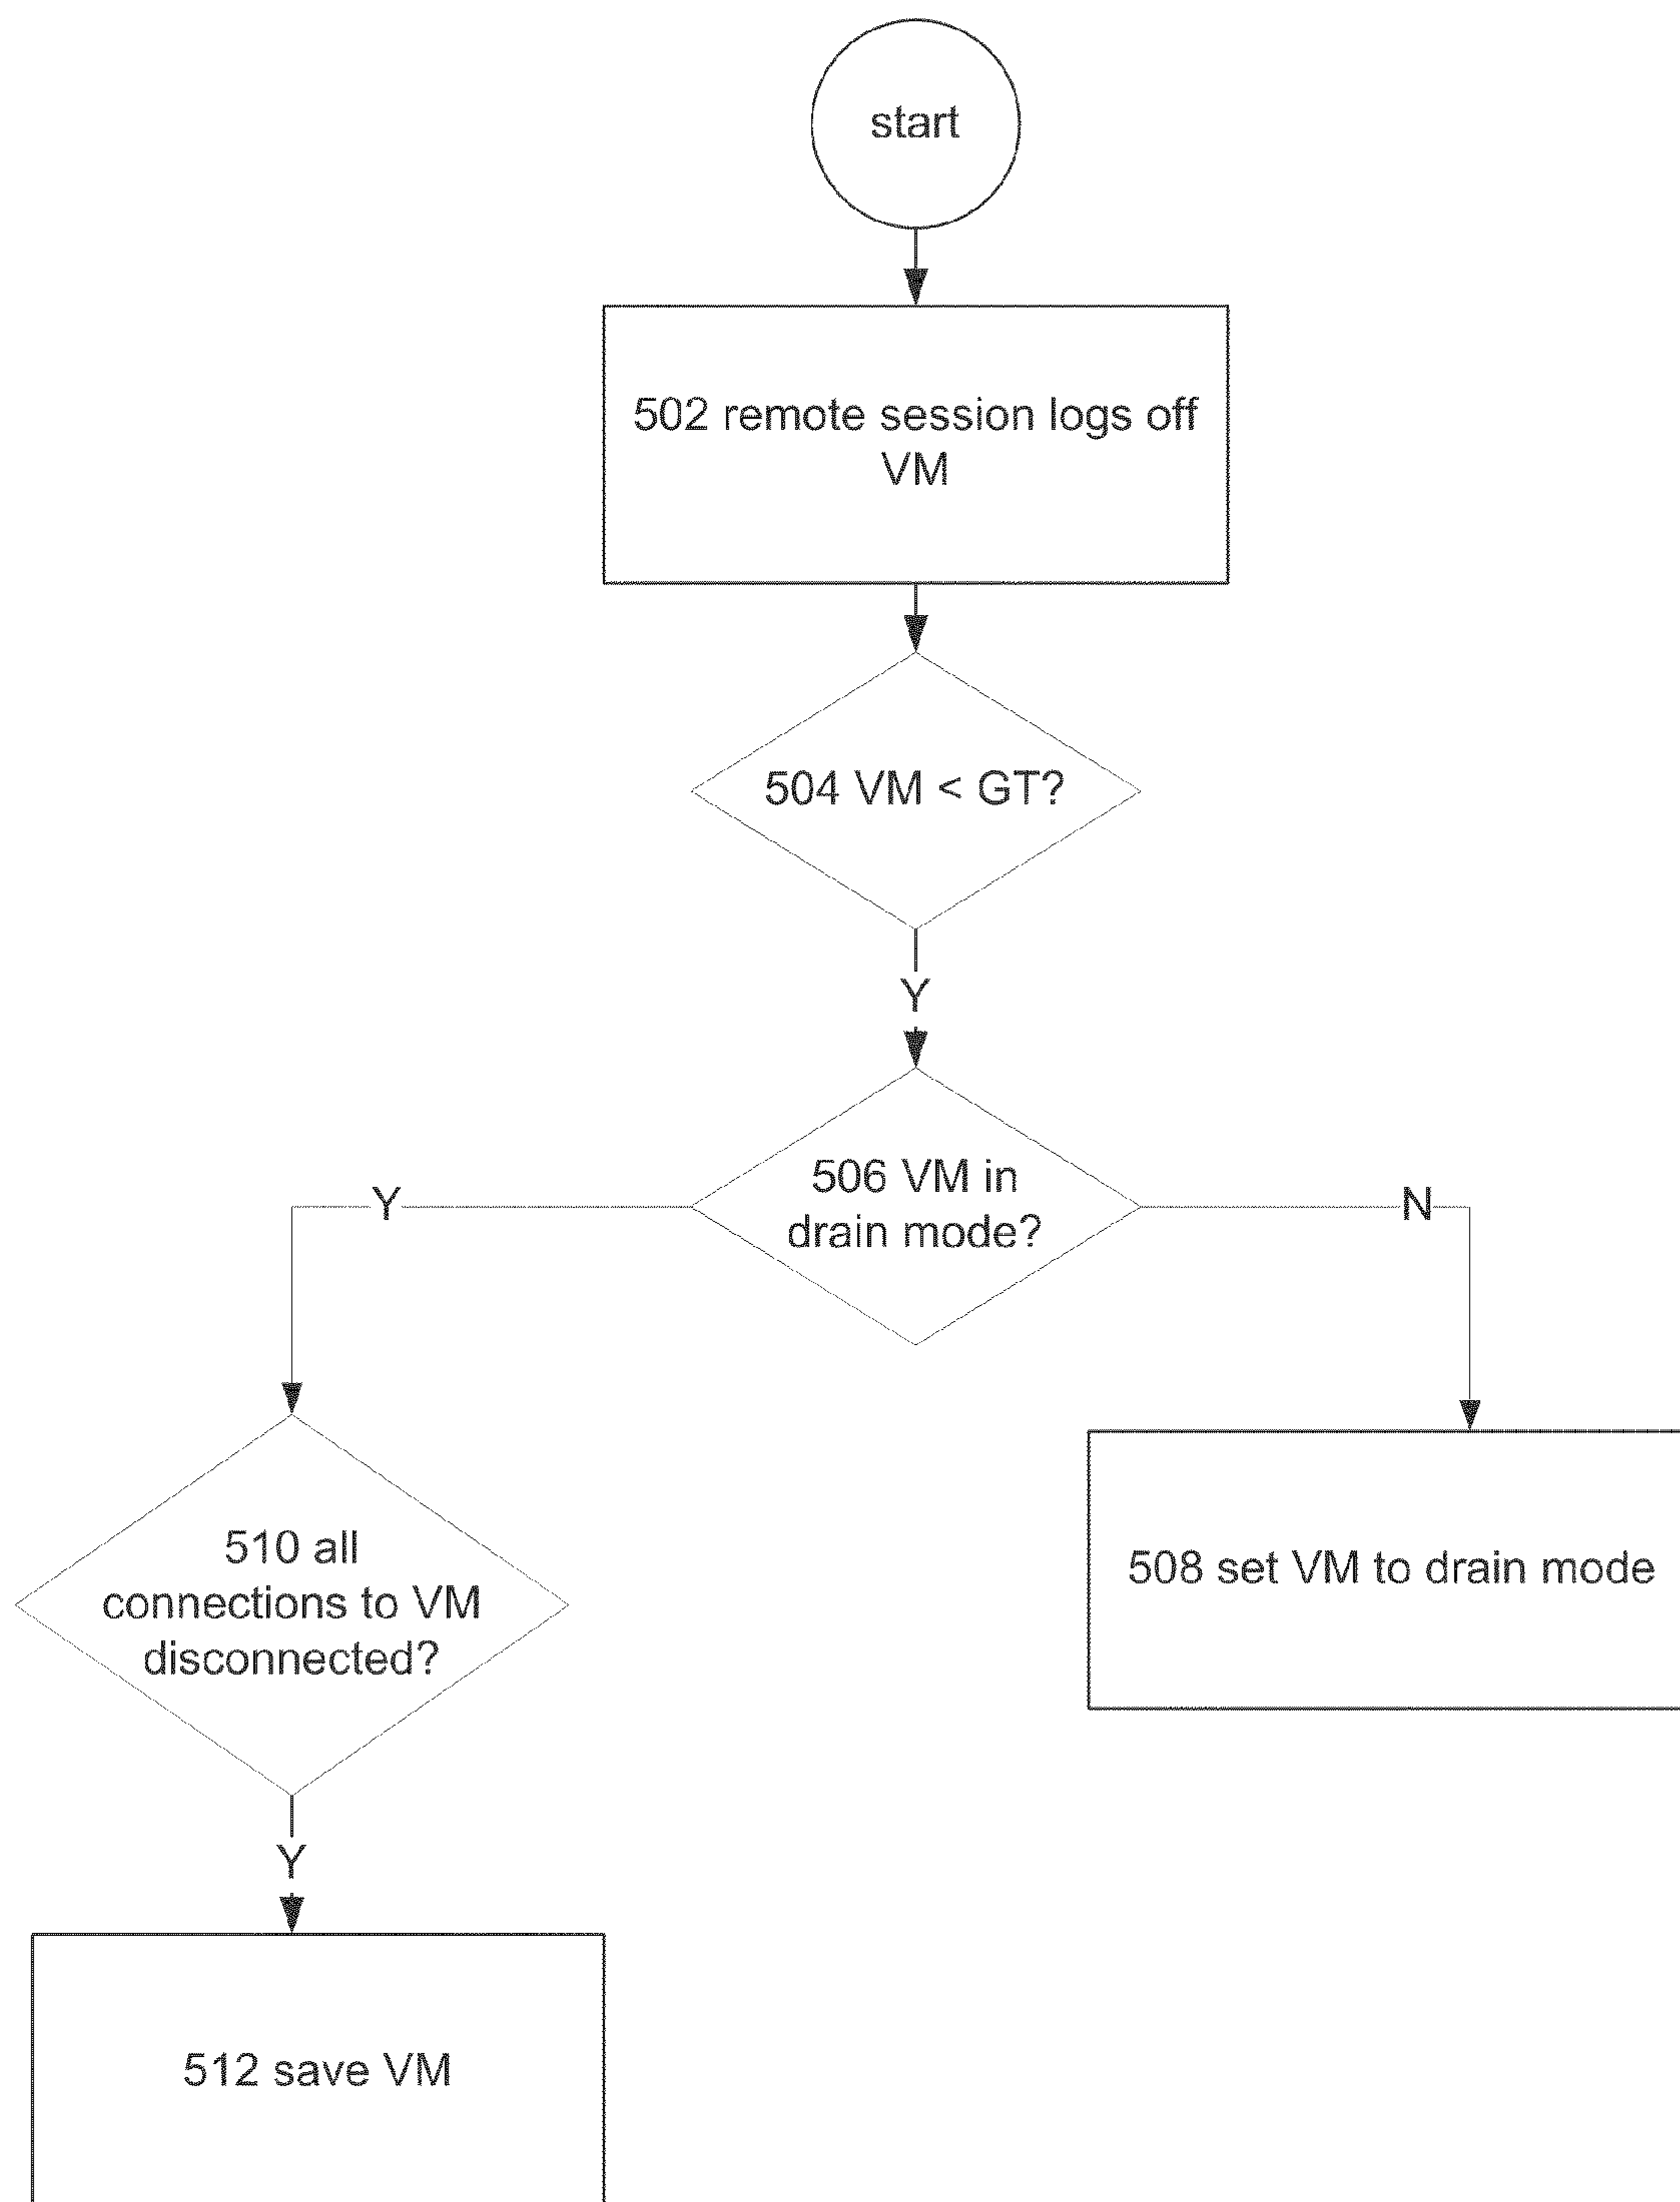 start
502 remote session logs off
VM
504 VM < GT?
Y
506 VM in
drain mode?
Y
N
510 all
connections to VM
disconnected?
508 set VM to drain mode
Y
512 save VM